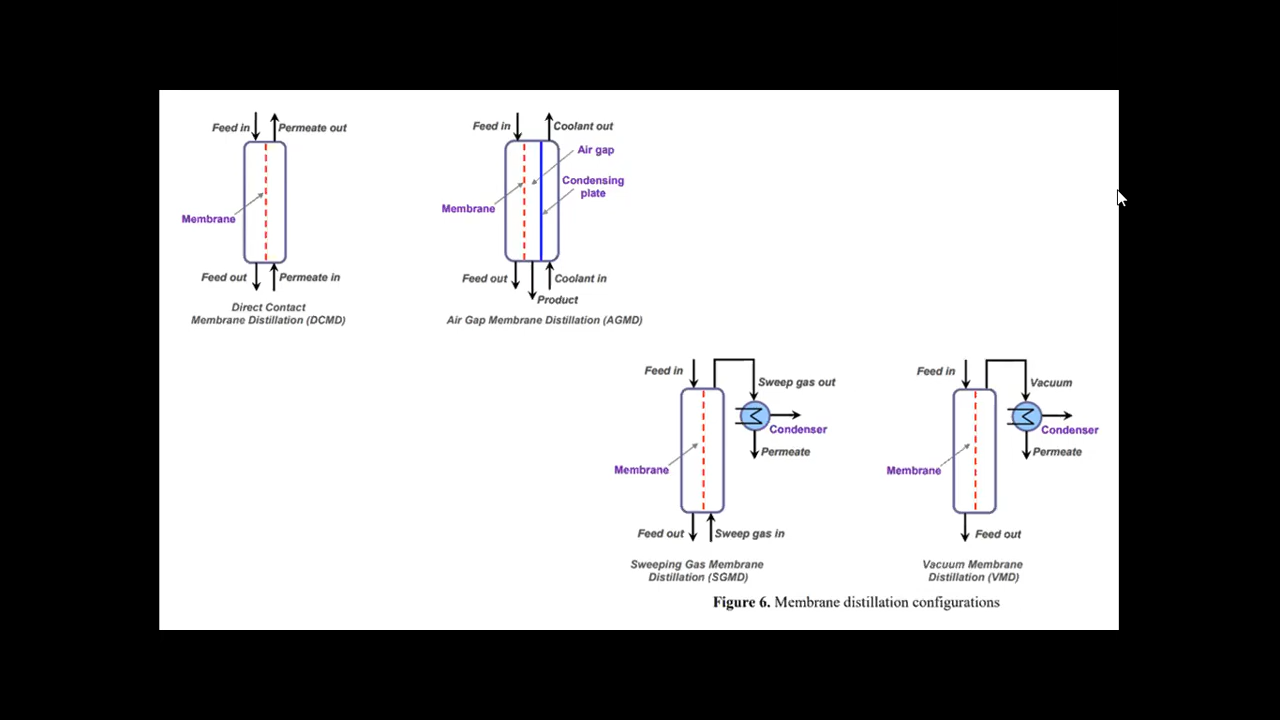 Feed in
Permeate out
Membrane
Feed out
Permeate in
Direct Contact
Membrane Distillation (DCMD)
Feed in
Coolant out
Air gap
Condensing
plate
Membrane
Feed out
Coolant in
Product
Air Gap Membrane Distillation (AGMD)
Feed in
Sweep gas out
Condenser
Permeate
Membrane
Feed out
Sweep gas in
Sweeping Gas Membrane
Distillation (SGMD)
Feed in
Vacuum
Condenser
Permeate
Membrane
Feed out
Vacuum Membrane
Distillation (VMD)
Figure 6. Membrane distillation configurations